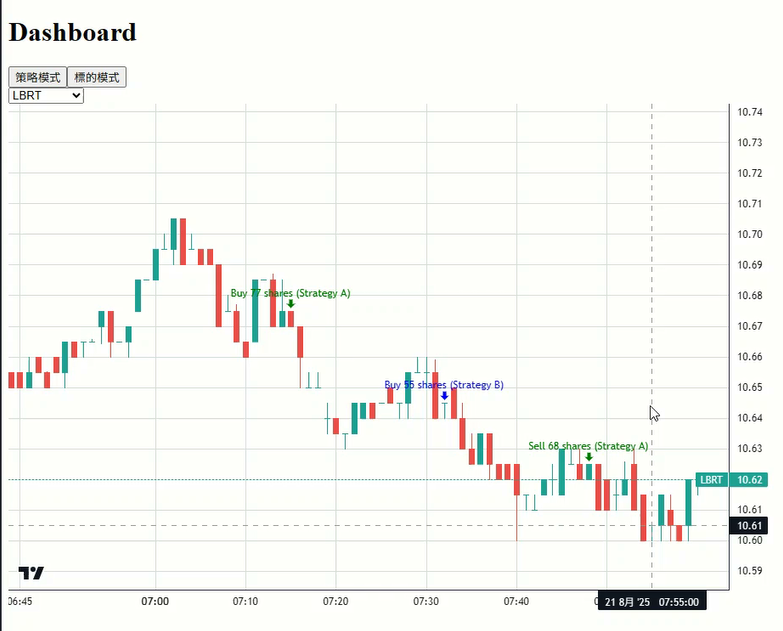 Dashboard
策略模式 標的模式
LBRT
10.74
10.73
10.72
10.71
10.70
10.69
Buy 77 shares (Strategy A)
10.68
10.67
10.66
Buy 55 shares (Strategy B)
10.65
10.64
Sell 68 shares (Strategy A)
10.63
LBRT 10.62
10.61
10.61
10.60
10.59
06:45 07:00 07:10 07:20 07:30 07:40 21 8月 '25 07:55:00